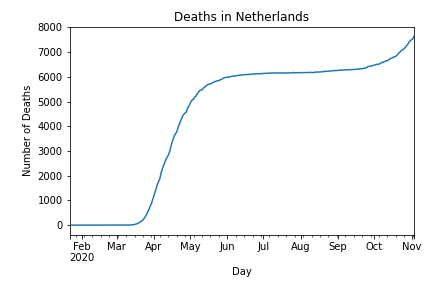 Deaths in Netherlands
Number of Deaths
8000
7000
6000
5000
4000
3000
2000
1000
0
Feb Mar Apr May Jun Jul Aug Sep Oct Nov
2020
Day